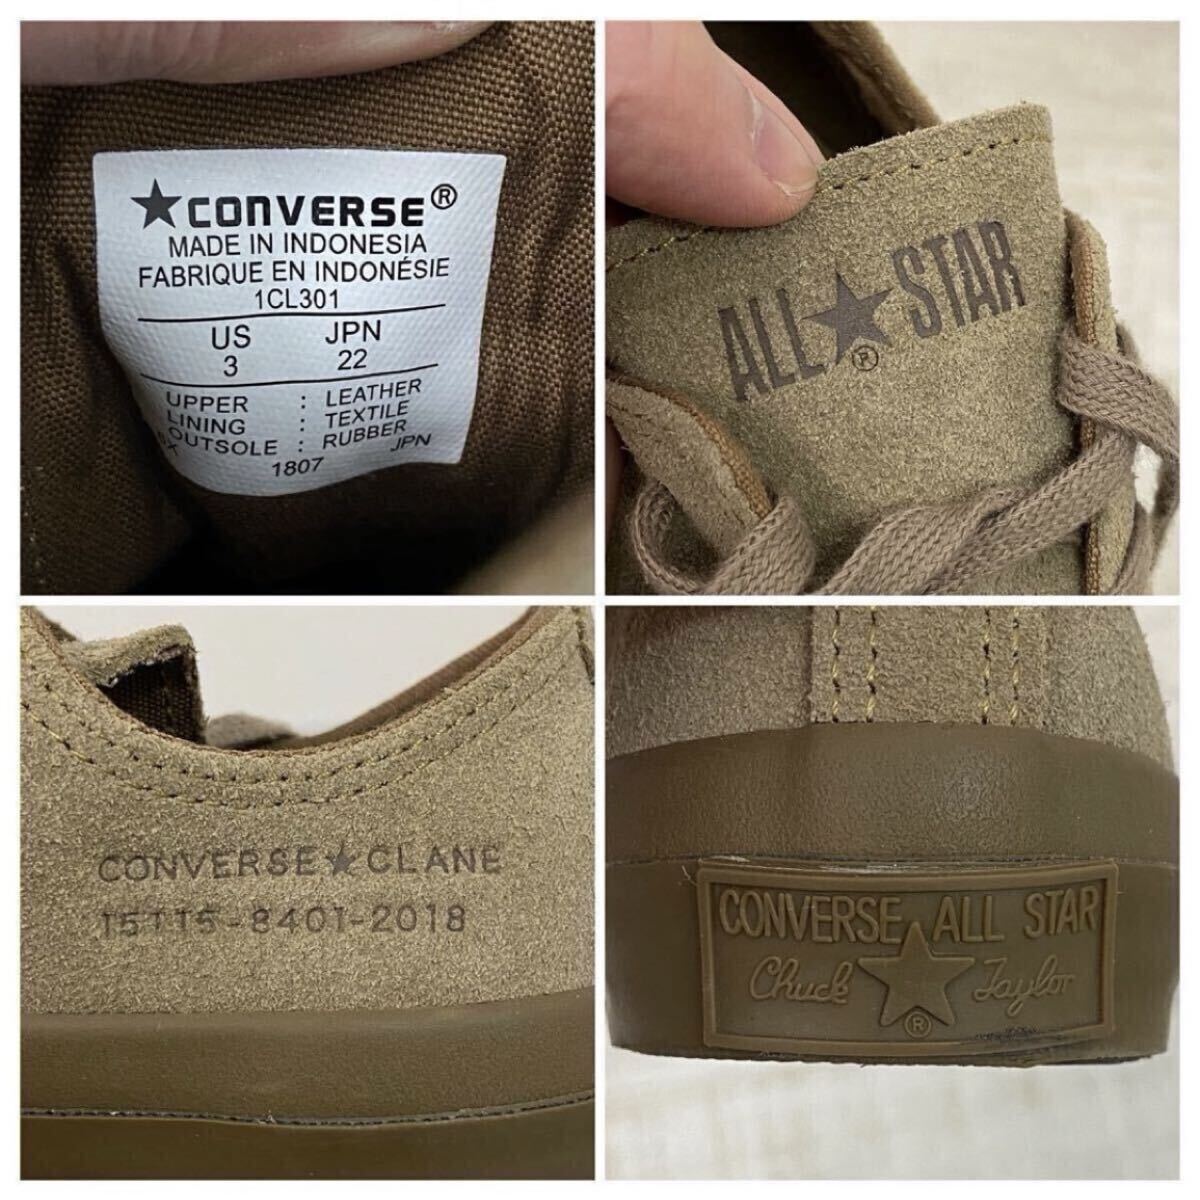 ★CONVERSE®
MADE IN INDONESIA
FABRIQUE EN INDONÉSIE
1CL301
US JPN
3 22
UPPER : LEATHER
LINING : TEXTILE
OUTSOLE : RUBBER
JPN
1807
ALL★STAR
®
CONVERSE★CLANE
15115-8401-2018
CONVERSE ALL STAR
Chuck ★ Taylor
®